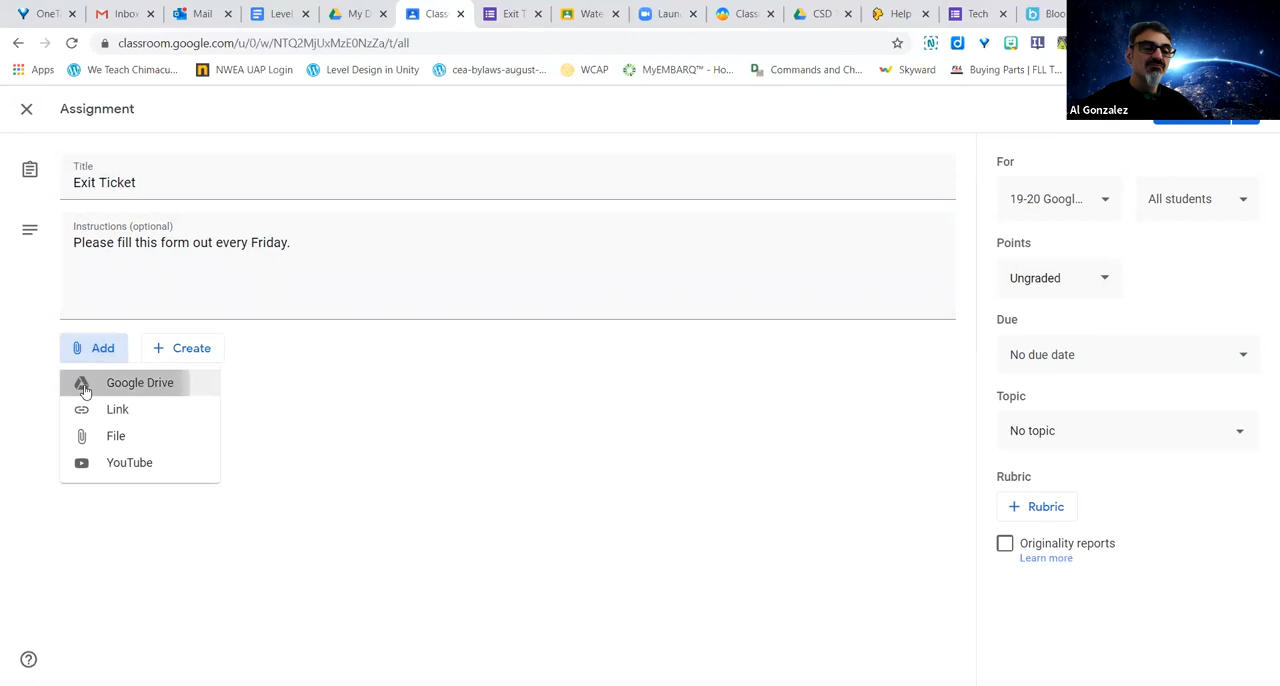 OneTa Inbox Mail Level My D Class Exit T Wate Laun Class CSD T Help Tech Bloo
classroom.google.com/u/0/w/NTQ2MjUxMzE0NzZa/t/all
Apps We Teach Chimacu... NWEA UAP Login Level Design in Unity cea-bylaws-august-... WCAP MyEMBARQ™ - Ho... Commands and Ch... Skyward Buying Parts | FLL T...
Al Gonzalez
Assignment
Title
Exit Ticket
Instructions (optional)
Please fill this form out every Friday.
Add Create
Google Drive
Link
File
YouTube
For
19-20 Googl... All students
Points
Ungraded
Due
No due date
Topic
No topic
Rubric
Rubric
Originality reports
Learn more